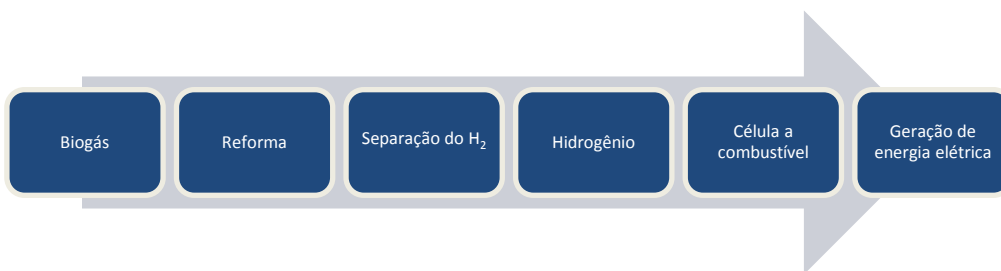 Biogás
Reforma
Separação do H₂
Hidrogênio
Célula a
combustível
Geração de
energia elétrica